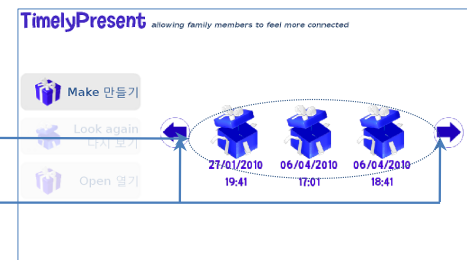 TimelyPresent allowing family members to feel more connected
Make 만들기
Look again
다시 보기
Open 열기
27/01/2010 06/04/2010 06/04/2010
19:41 17:01 18:41